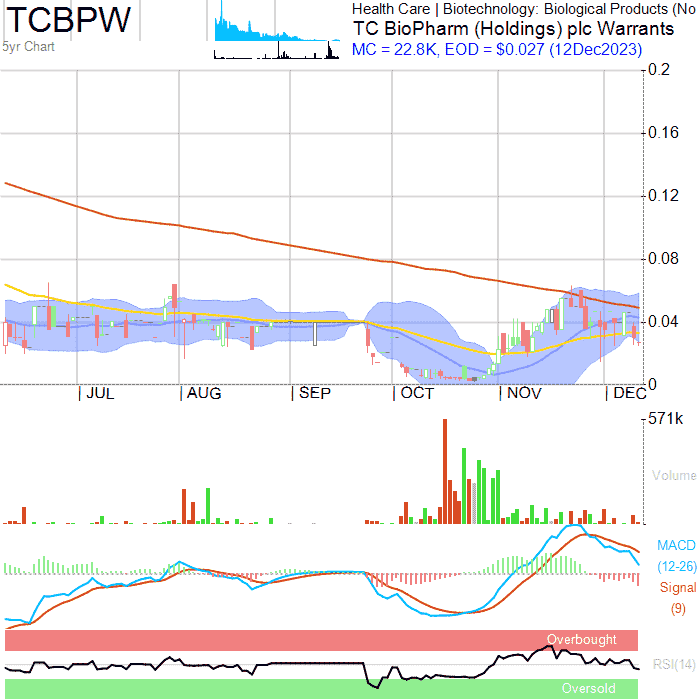 TCBPW
5yr Chart
Health Care | Biotechnology: Biological Products (No
TC BioPharm (Holdings) plc Warrants
MC = 22.8K, EOD = $0.027 (12Dec2023)
0.2
0.16
0.12
0.08
0.04
0
JUL AUG SEP OCT NOV DEC
571k
Volume
MACD
(12-26)
Signal
(9)
Overbought
RSI(14)
Oversold